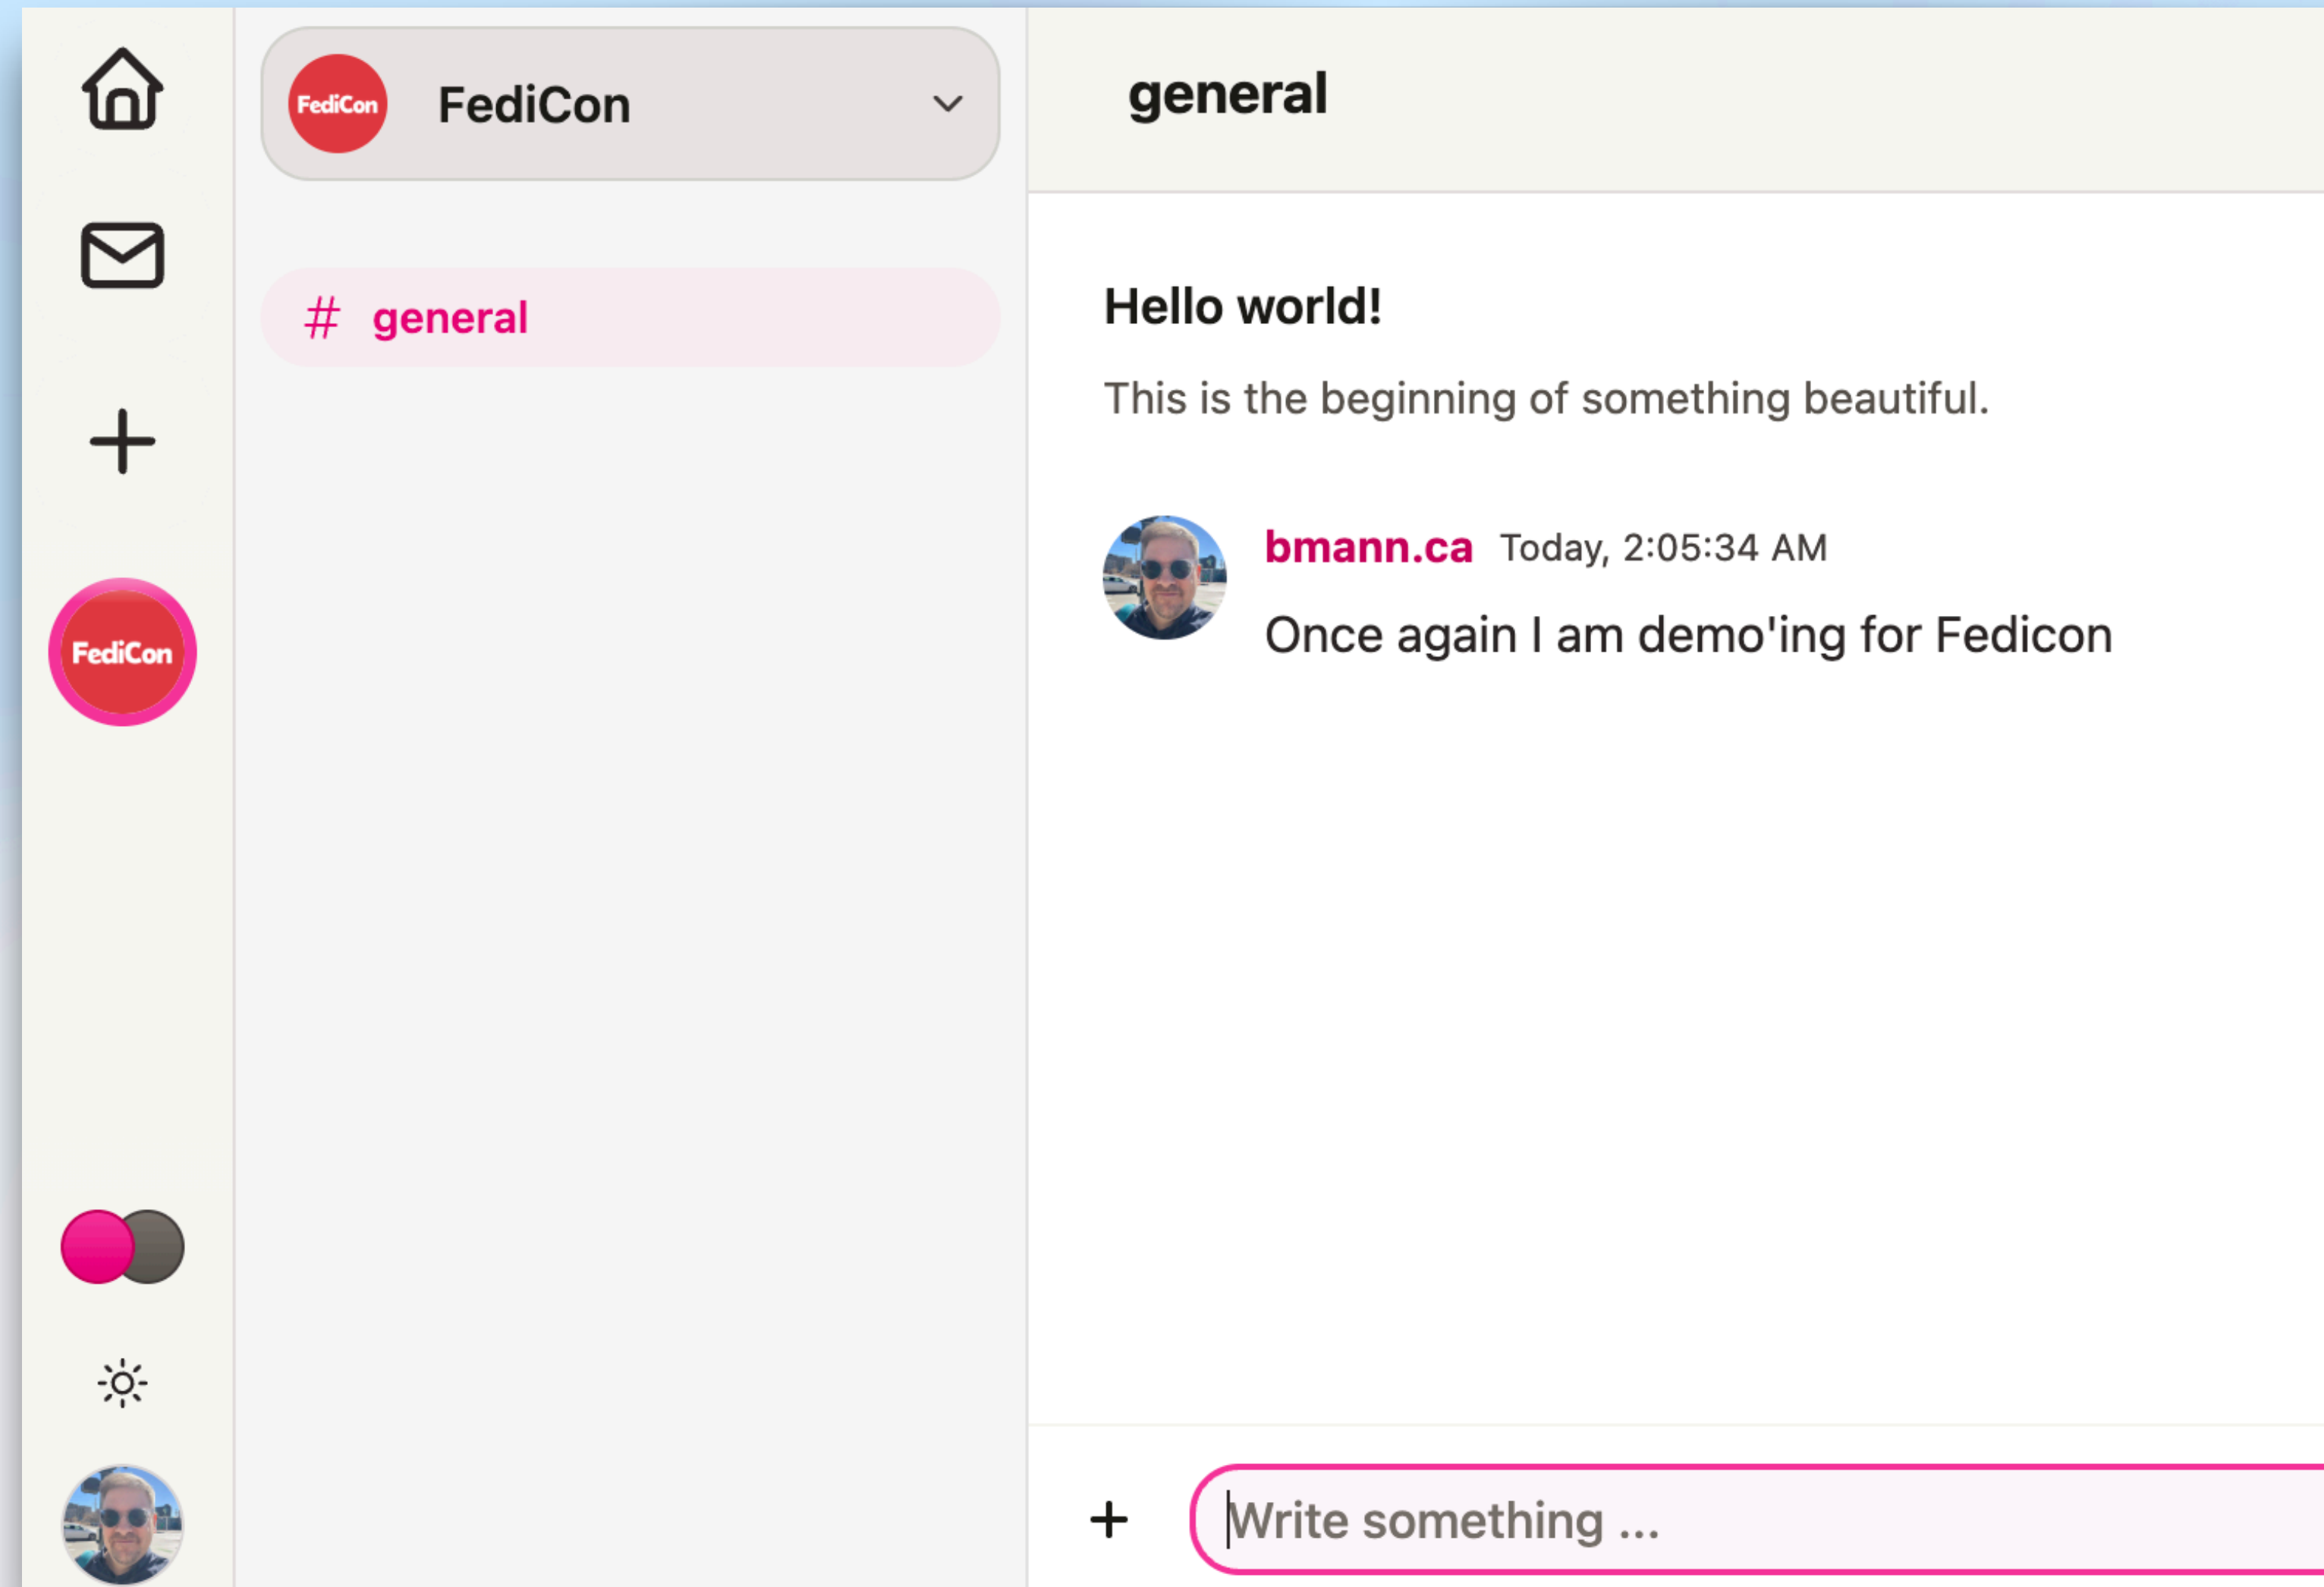 FediCon
FediCon
general
# general
Hello world!
This is the beginning of something beautiful.
bmann.ca Today, 2:05:34 AM
Once again I am demo'ing for Fedicon
FediCon
Write something ...